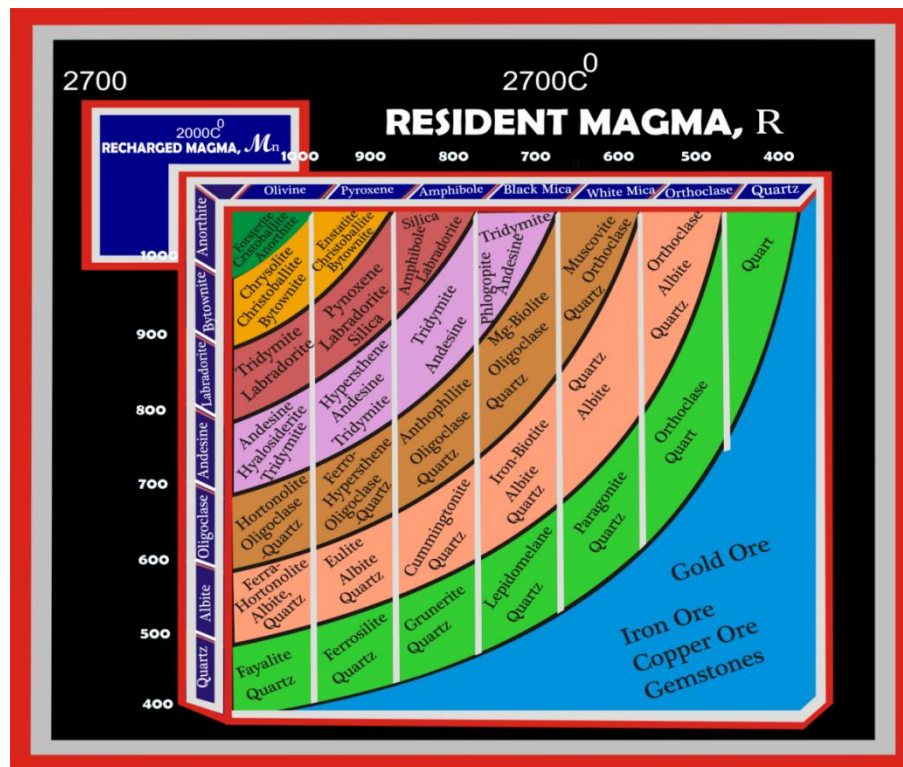 2700
2700C0
RESIDENT MAGMA, R
2000C0
RECHARGED MAGMA, Mn
1000 900 800 700 600 500 400
Olivine Pyroxene Amphibole Black Mica White Mica Orthoclase Quartz
Anorthite
Bytownite
Labradorite
Andesine
Oligoclase
Albite
Quartz
1000
900
800
700
600
500
400
Forsterite
Cristoballite
Anorthite
Chrysolite
Christoballite
Bytownite
Enstatite
Christoballite
Bytownite
Tridymite
Labradorite
Pynoxene
Labradorite
Silica
Silica
Amphibole
Labradorite
Andesine
Hyalosiderite
Tridymite
Hypersthene
Andesine
Tridymite
Tridymite
Andesine
Tridymite
Phlogopite
Andesine
Hortonolite
Oligoclase
-Quartz
Ferro-
Hypersthene
Oligoclase
-Quartz
Anthophllite
Oligoclase
-Quartz
Mg-Biolite
Oligoclase
Quartz
Muscovite
Orthoclase
Quartz
Ferra-
Hortonolite
Albite,
Quartz
Eulite
Albite
Quartz
Cummingtonite
Quartz
Iron-Biotite
Albite
Quartz
Quartz
Albite
Orthoclase
Albite
Quartz
Fayalite
Quartz
Ferrosilite
Quartz
Grunerite
Quartz
Lepidomelane
Quartz
Paragonite
Quartz
Orthoclase
Quart
Quart
Gold Ore
Iron Ore
Copper Ore
Gemstones